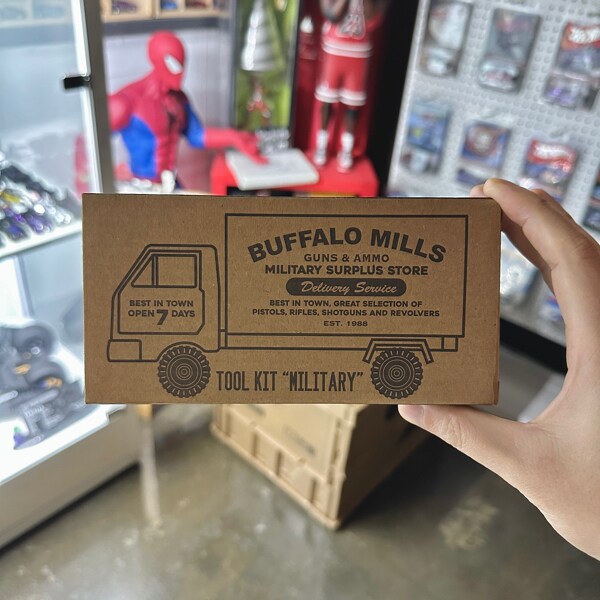 BUFFALO MILLS
GUNS & AMMO
MILITARY SURPLUS STORE
Delivery Service
BEST IN TOWN, GREAT SELECTION OF
PISTOLS, RIFLES, SHOTGUNS AND REVOLVERS
EST. 1988
BEST IN TOWN
OPEN 7 DAYS
TOOL KIT "MILITARY"